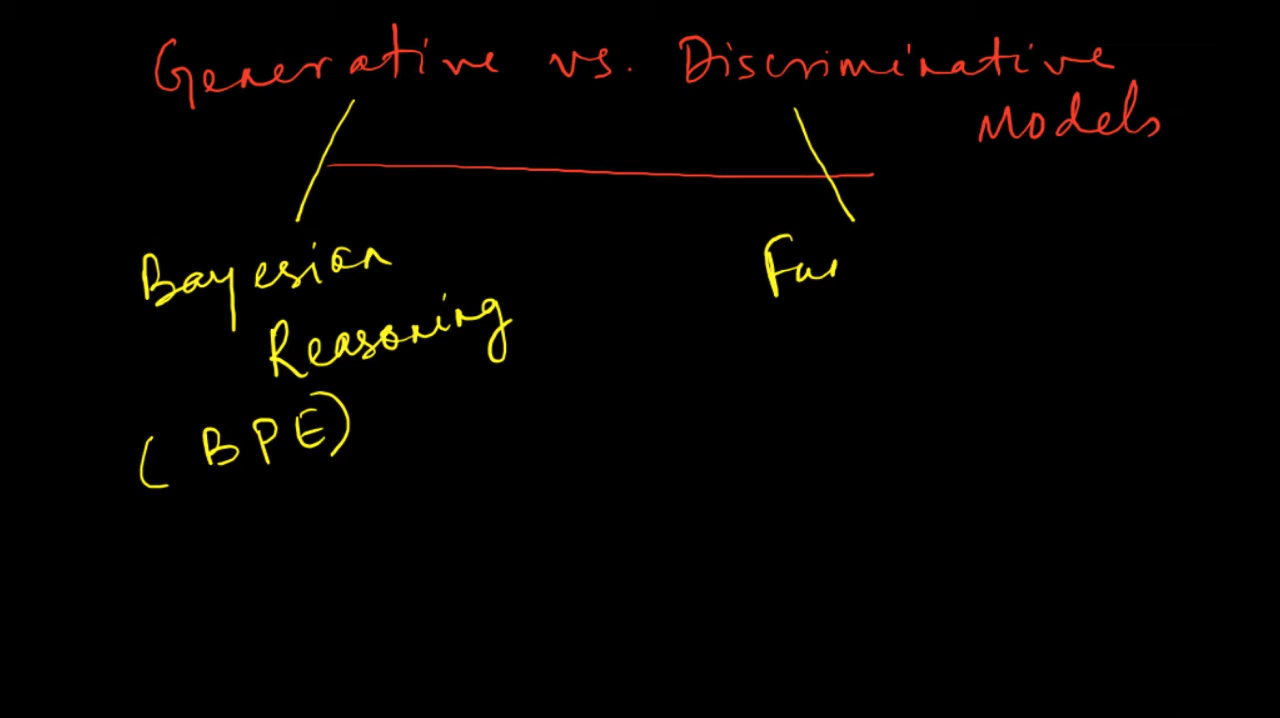 Generative vs. Discriminative
Models
Bayesian
Reasoning
(BPE)